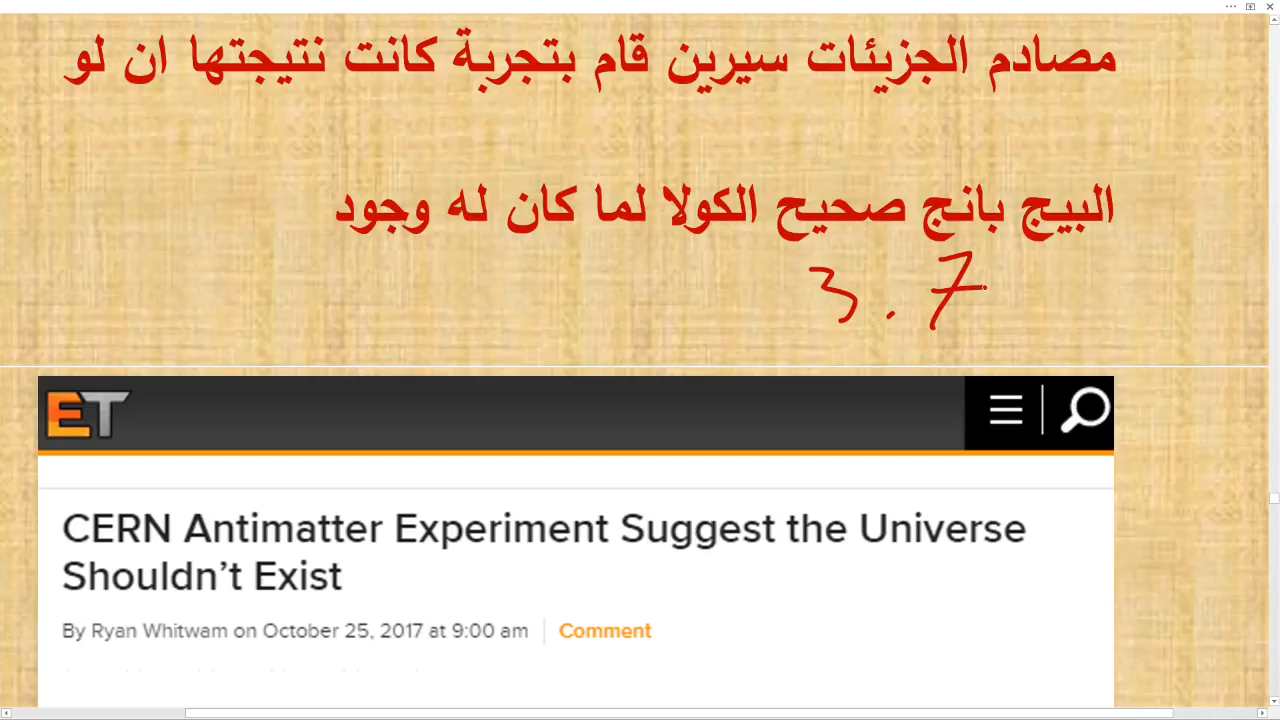 مصادم الجزيئات سيرين قام بتجربة كانت نتيجتها ان لو
البيج بانج صحيح الكولا لما كان له وجود
3.7
ET
CERN Antimatter Experiment Suggest the Universe
Shouldn't Exist
By Ryan Whitwam on October 25, 2017 at 9:00 am Comment